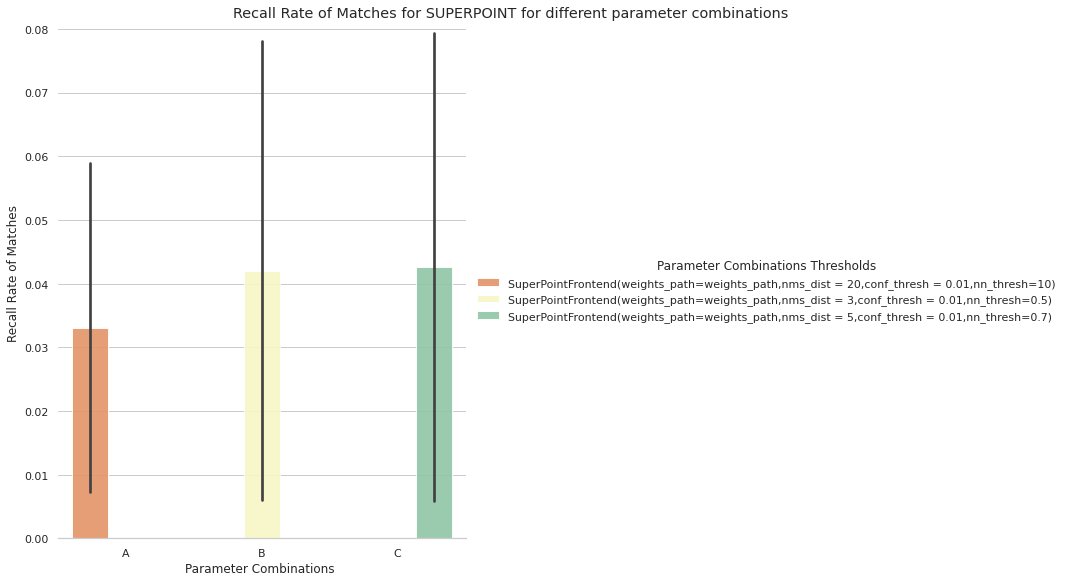 Recall Rate of Matches for SUPERPOINT for different parameter combinations
0.08
0.07
0.06
0.05
0.04
0.03
0.02
0.01
0.00
Recall Rate of Matches
A
B
C
Parameter Combinations
Parameter Combinations Thresholds
SuperPointFrontend(weights_path=weights_path,nms_dist = 20,conf_thresh = 0.01,nn_thresh=10)
SuperPointFrontend(weights_path=weights_path,nms_dist = 3,conf_thresh = 0.01,nn_thresh=0.5)
SuperPointFrontend(weights_path=weights_path,nms_dist = 5,conf_thresh = 0.01,nn_thresh=0.7)